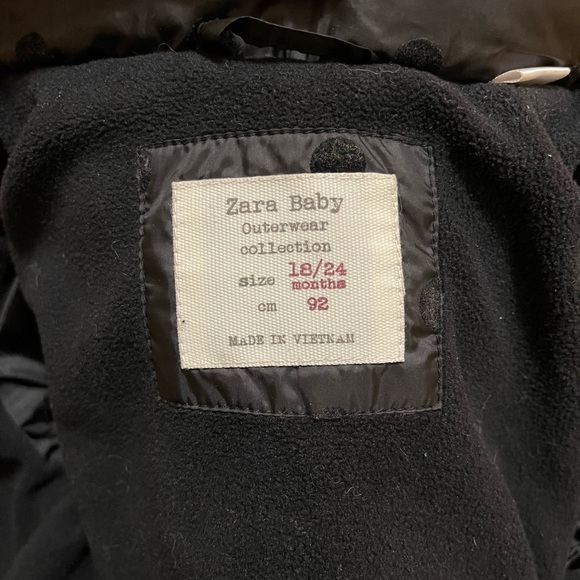 Zara Baby
Outerwear
collection
size 18/24
months
cm 92
MADE IN VIETNAM